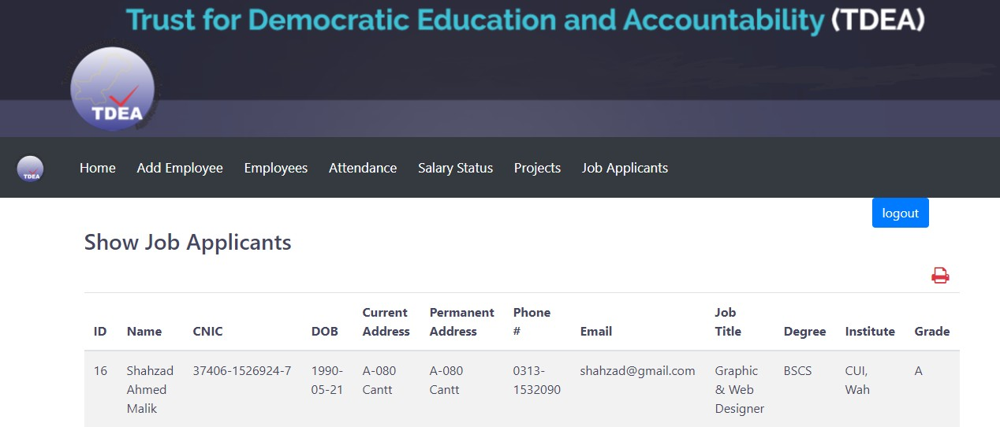 Trust for Democratic Education and Accountability (TDEA)
TDEA
TDEA
Home Add Employee Employees Attendance Salary Status Projects Job Applicants
logout
Show Job Applicants
Current Permanent Phone Job
ID Name CNIC DOB Address Address # Email Title Degree Institute Grade
16 Shahzad 37406-1526924-7 1990- A-080 A-080 0313- shahzad@gmail.com Graphic BSCS CUI, A
Ahmed 05-21 Cantt Cantt 1532090 & Web Wah
Malik Designer